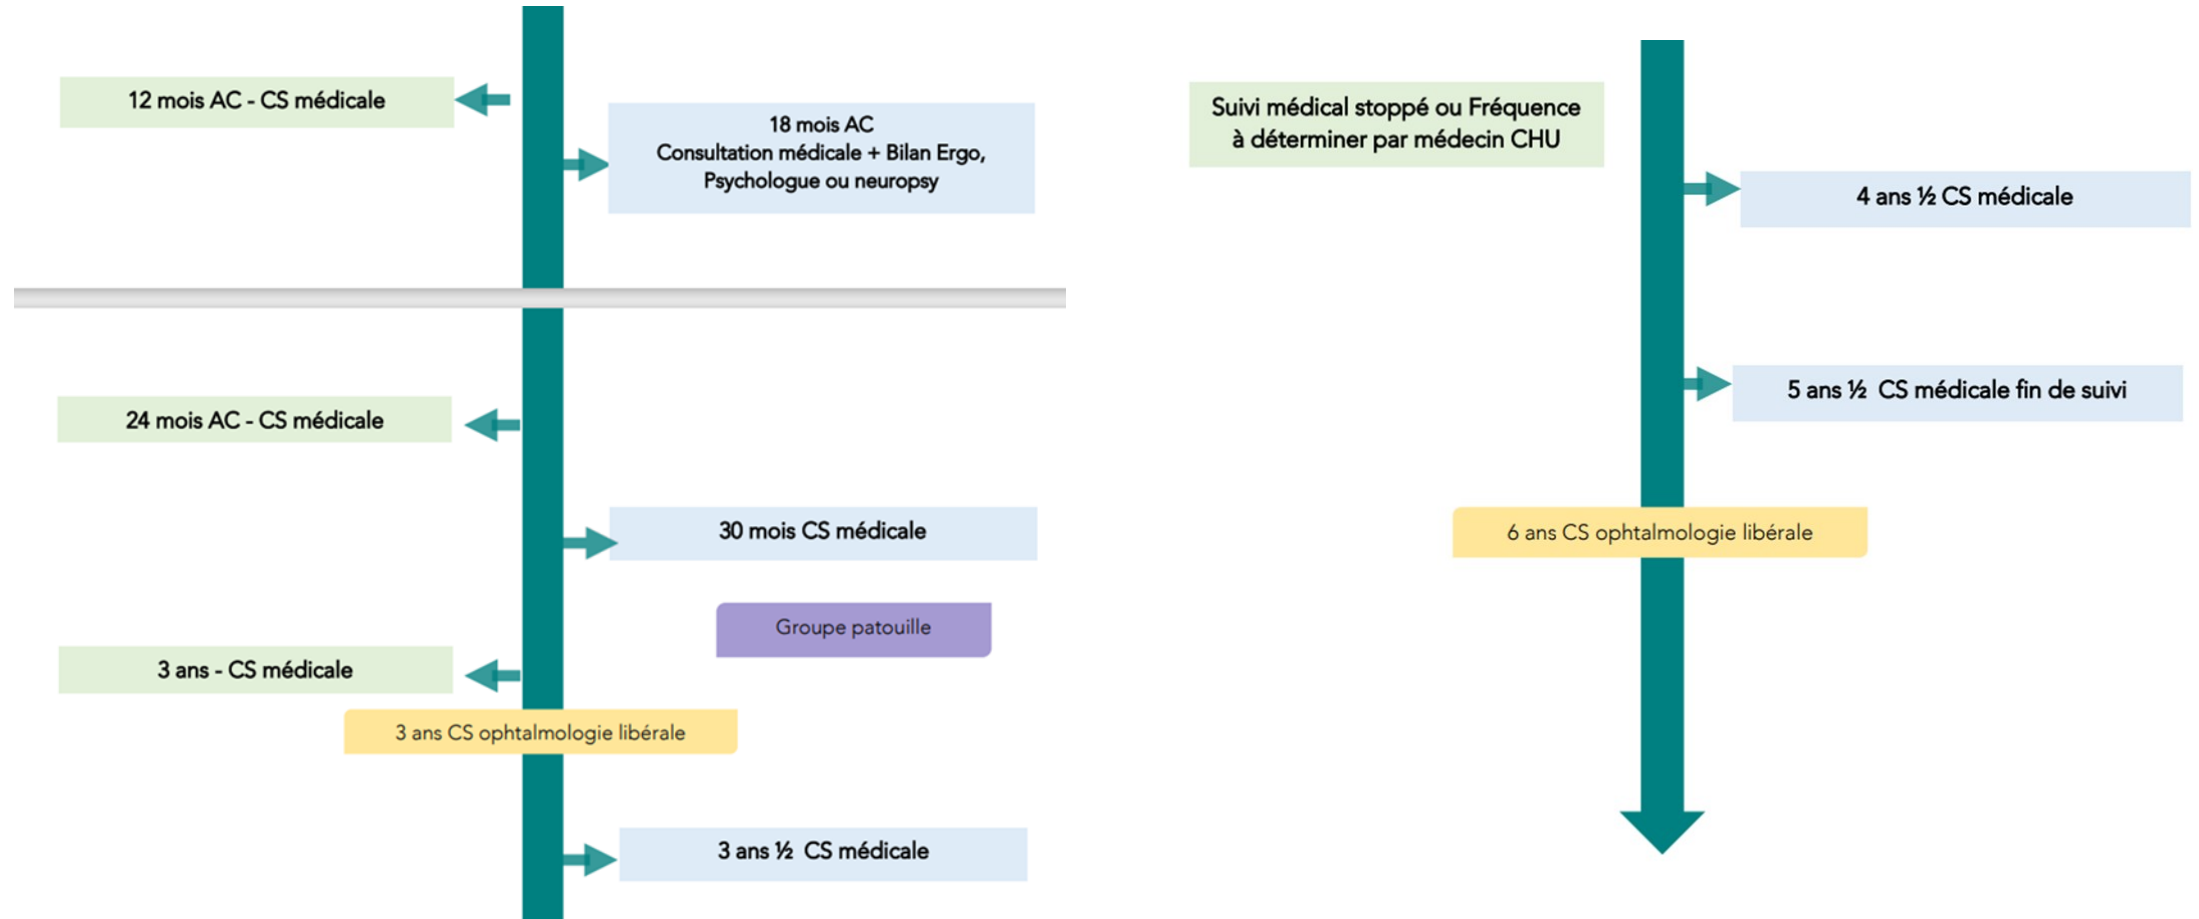 12 mois AC - CS médicale
18 mois AC
Consultation médicale + Bilan Ergo,
Psychologue ou neuropsy
24 mois AC - CS médicale
30 mois CS médicale
Groupe patouille
3 ans - CS médicale
3 ans CS ophtalmologie libérale
3 ans ½ CS médicale
Suivi médical stoppé ou Fréquence
à déterminer par médecin CHU
4 ans ½ CS médicale
5 ans ½ CS médicale fin de suivi
6 ans CS ophtalmologie libérale